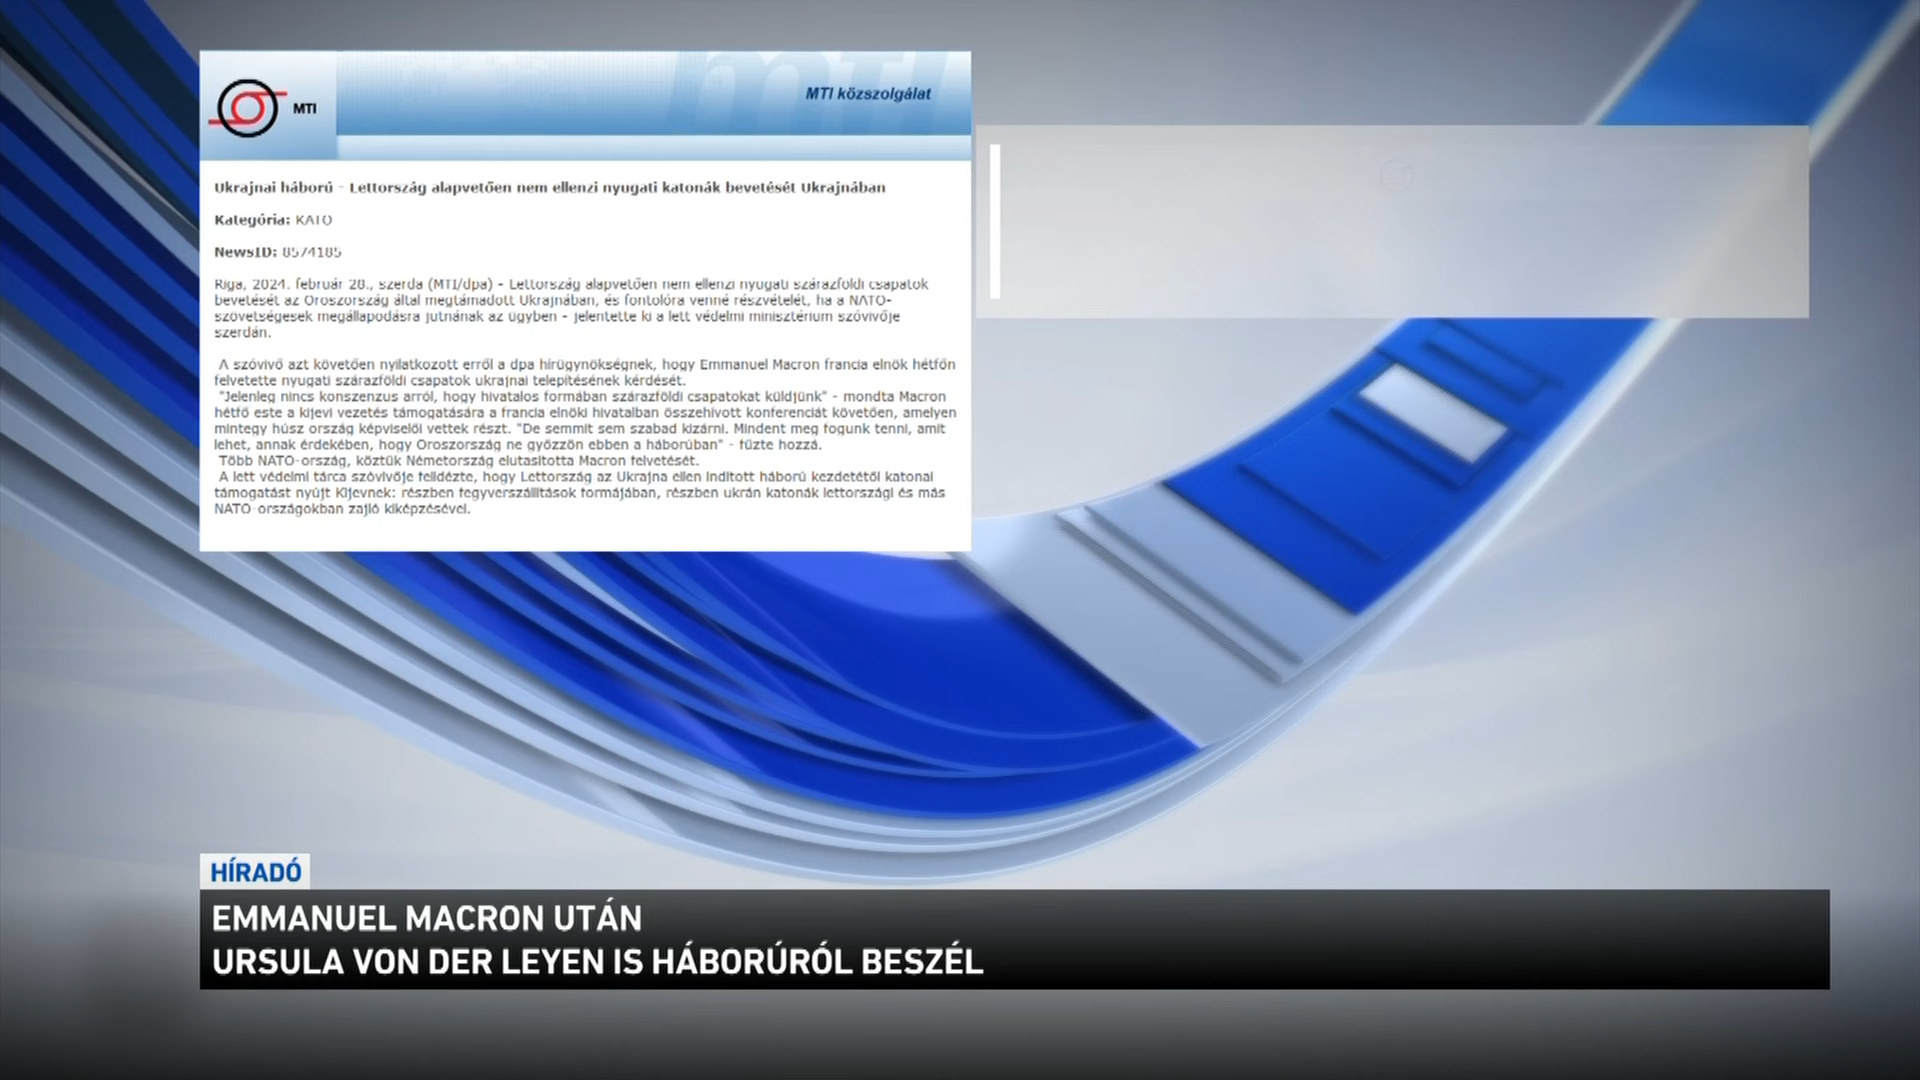 MTI
MTI közszolgálat
Ukrajnai háború - Lettország alapvetően nem ellenzi nyugati katonák bevetését Ukrajnában
Kategória: KATO
NewsID: 8574185
Riga, 2024. február 28., szerda (MTI/dpa) - Lettország alapvetően nem ellenzi nyugati szárazföldi csapatok
bevetését az Oroszország által megtámadott Ukrajnában, és fontolóra venné részvételét, ha a NATO-
szövetségesek megállapodásra jutnának az ügyben - jelentette ki a lett védelmi minisztérium szóvivője
szerdán.
A szóvivő azt követően nyilatkozott erről a dpa hírügynökségnek, hogy Emmanuel Macron francia elnök hétfőn
felvetette nyugati szárazföldi csapatok ukrajnai telepítésének kérdését.
"Jelenleg nincs konszenzus arról, hogy hivatalos formában szárazföldi csapatokat küldjünk" - mondta Macron
hétfő este a kijevi vezetés támogatására a francia elnöki hivatalban összehívott konferenciát követően, amelyen
mintegy húsz ország képviselői vettek részt. "De semmit sem szabad kizárni. Mindent meg fogunk tenni, amit
lehet, annak érdekében, hogy Oroszország ne győzzön ebben a háborúban" - fűzte hozzá.
Több NATO-ország, köztük Németország elutasította Macron felvetését.
A lett védelmi tárca szóvivője felidézte, hogy Lettország az Ukrajna ellen indított háború kezdetétől katonai
támogatást nyújt Kijevnek: részben fegyverszállítások formájában, részben ukrán katonák lettországi és más
NATO-országokban zajló kiképzésével.
HÍRADÓ
EMMANUEL MACRON UTÁN
URSULA VON DER LEYEN IS HÁBORÚRÓL BESZÉL